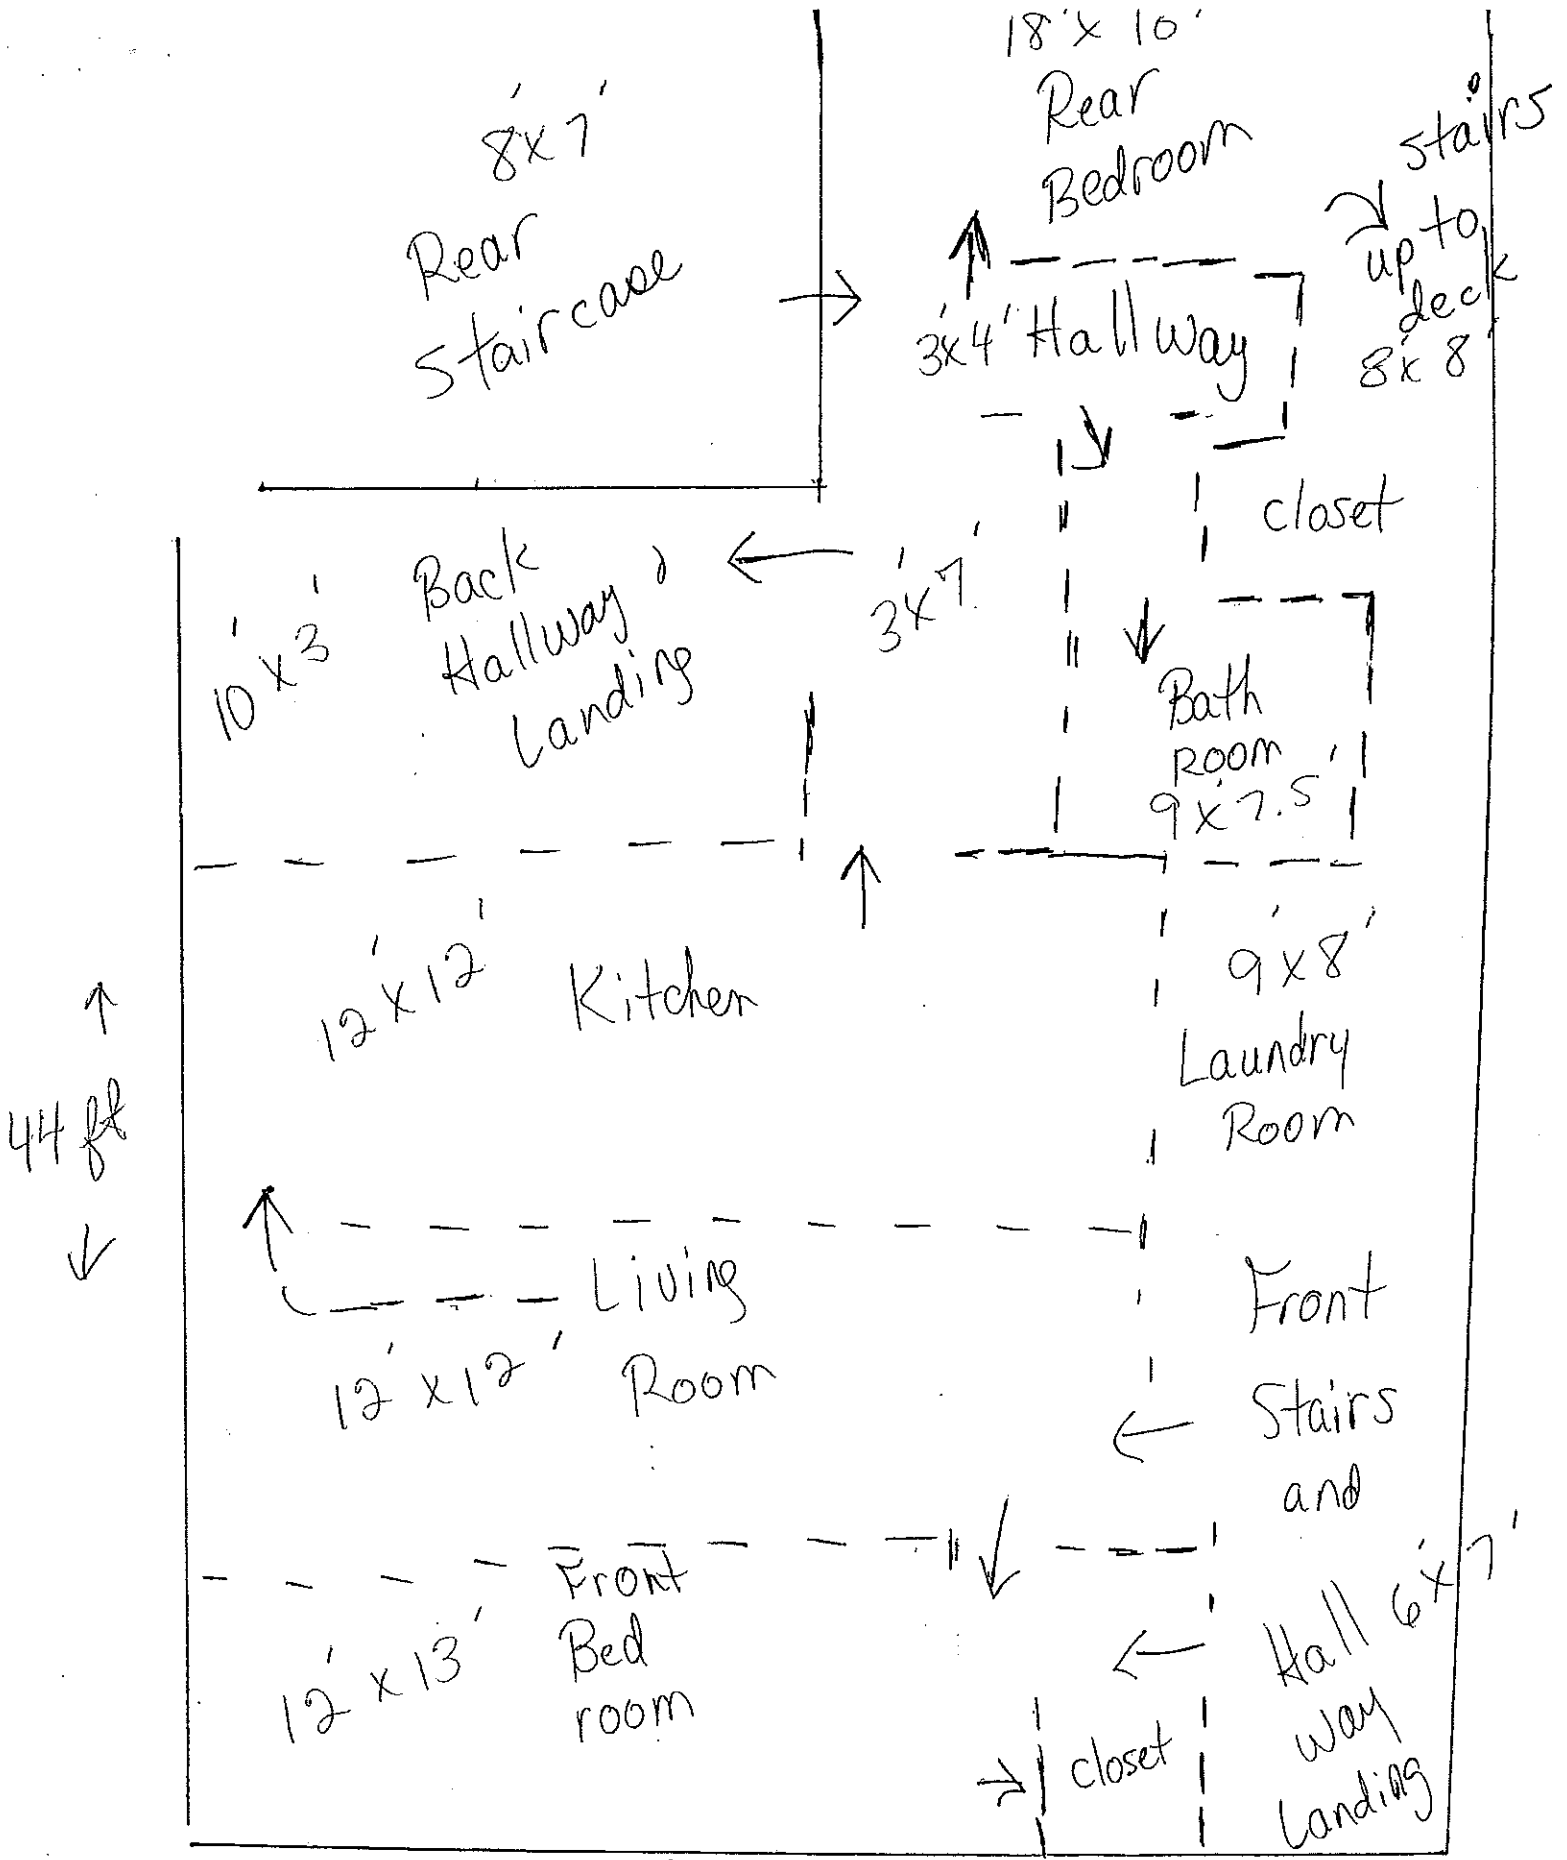 18' x 10'
Rear
Bedroom
8' x 7'
Rear
Staircase
stairs
up to
deck
8' x 8'
3' x 4' Hallway
closet
10' x 3'
Back
Hallway
Landing
3' x 7'
Bath
Room
9' x 7.5'
12' x 12' Kitchen
9' x 8'
Laundry
Room
44 ft
Living
Room
12' x 12'
Front
Stairs
and
Hall 6' x 7'
way
Landing
Front
Bed
room
12' x 13'
closet